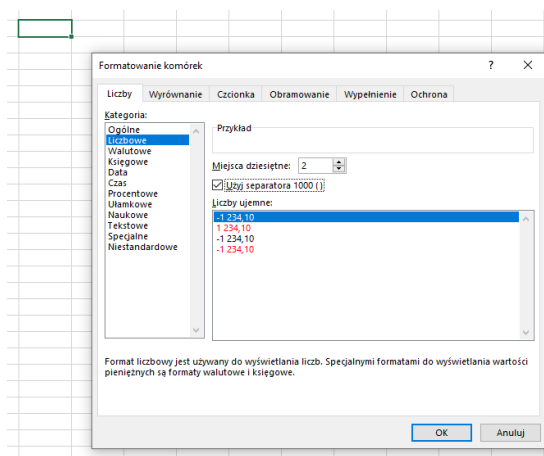 Formatowanie komórek ? ×
Liczby Wyrównanie Czcionka Obramowanie Wypełnienie Ochrona
Kategoria:
Ogólne
Liczbowe
Walutowe
Księgowe
Data
Czas
Procentowe
Ułamkowe
Naukowe
Tekstowe
Specjalne
Niestandardowe
Przykład
Miejsca dziesiętne: 2
Użyj separatora 1000 ( )
Liczby ujemne:
-1 234,10
1 234,10
-1 234,10
-1 234,10
Format liczbowy jest używany do wyświetlania liczb. Specjalnymi formatami do wyświetlania wartości
pieniężnych są formaty walutowe i księgowe.
OK Anuluj